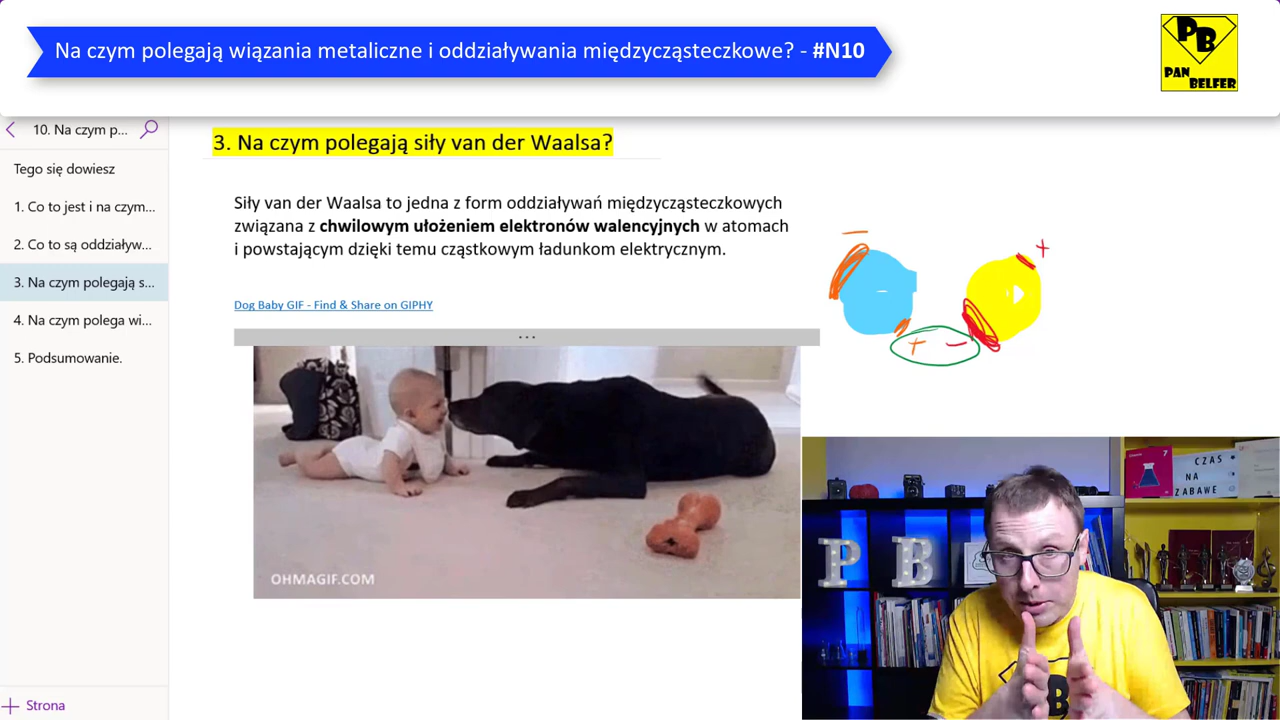 Na czym polegają wiązania metaliczne i oddziaływania międzycząsteczkowe? - #N10
PB
PAN
BELFER
10. Na czym p...
Tego się dowiesz
1. Co to jest i na czym...
2. Co to są oddziaływ...
3. Na czym polegają s...
4. Na czym polega wi...
5. Podsumowanie.
Strona
3. Na czym polegają siły van der Waalsa?
Siły van der Waalsa to jedna z form oddziaływań międzycząsteczkowych
związana z chwilowym ułożeniem elektronów walencyjnych w atomach
i powstającym dzięki temu cząstkowym ładunkom elektrycznym.
Dog Baby GIF - Find & Share on GIPHY
− +
+ −
OHMAGIF.COM
7
CZAS
NA
ZABAWE
P B
B